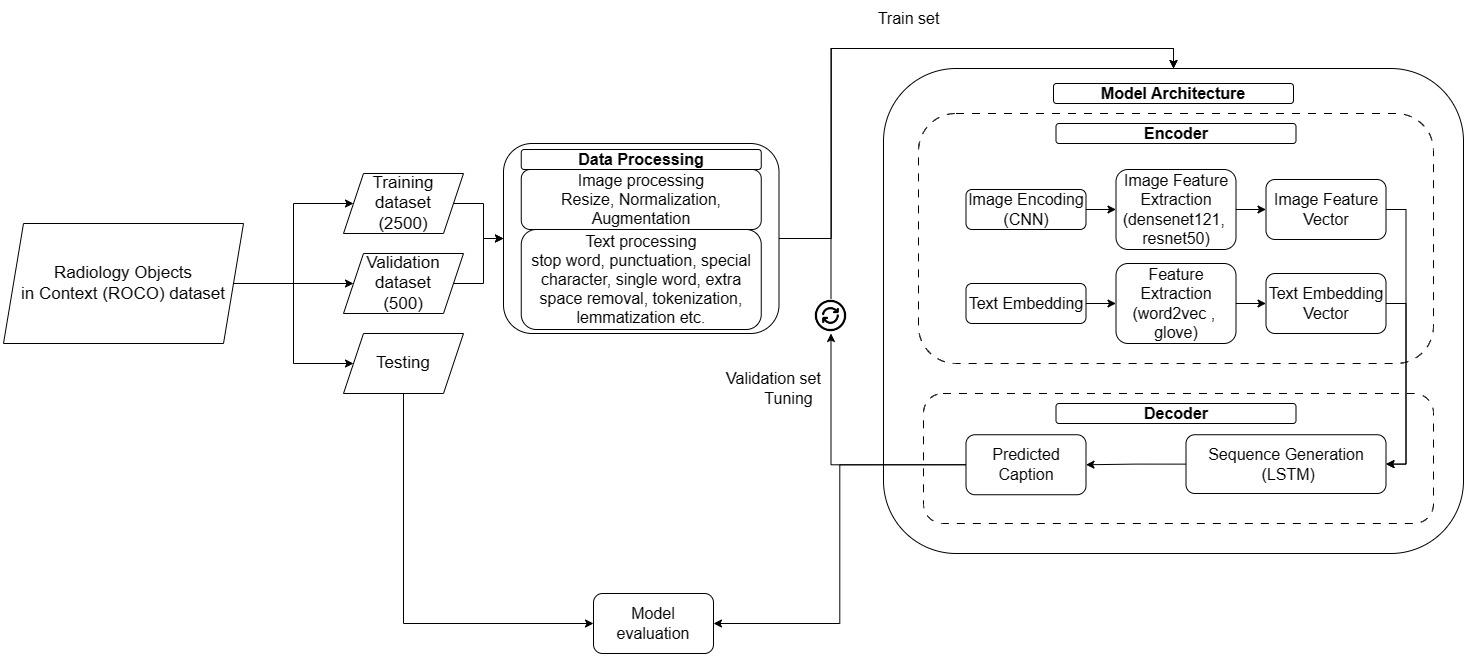 Train set
Model Architecture
Encoder
Data Processing
Image processing
Resize, Normalization,
Augmentation
Text processing
stop word, punctuation, special
character, single word, extra
space removal, tokenization,
lemmatization etc.
Training
dataset
(2500)
Validation
dataset
(500)
Testing
Radiology Objects
in Context (ROCO) dataset
Image Encoding
(CNN)
Image Feature
Extraction
(densenet121,
resnet50)
Image Feature
Vector
Text Embedding
Feature
Extraction
(word2vec ,
glove)
Text Embedding
Vector
Validation set
Tuning
Decoder
Predicted
Caption
Sequence Generation
(LSTM)
Model
evaluation